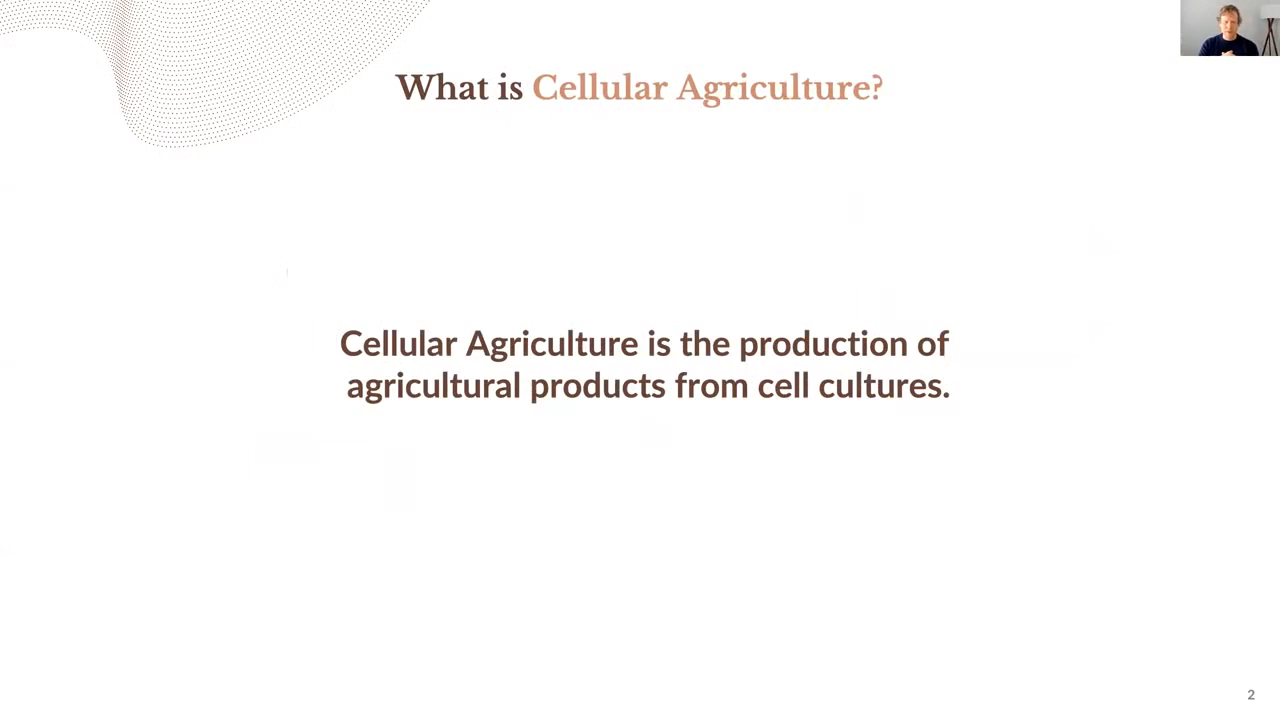 What is Cellular Agriculture?
Cellular Agriculture is the production of
agricultural products from cell cultures.
2